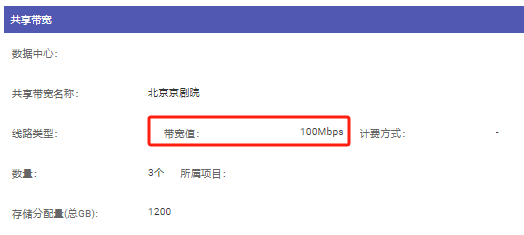 共享带宽
数据中心:
共享带宽名称: 北京京剧院
线路类型: 带宽值: 100Mbps 计费方式: -
数量: 3个 所属项目:
存储分配量(总GB): 1200